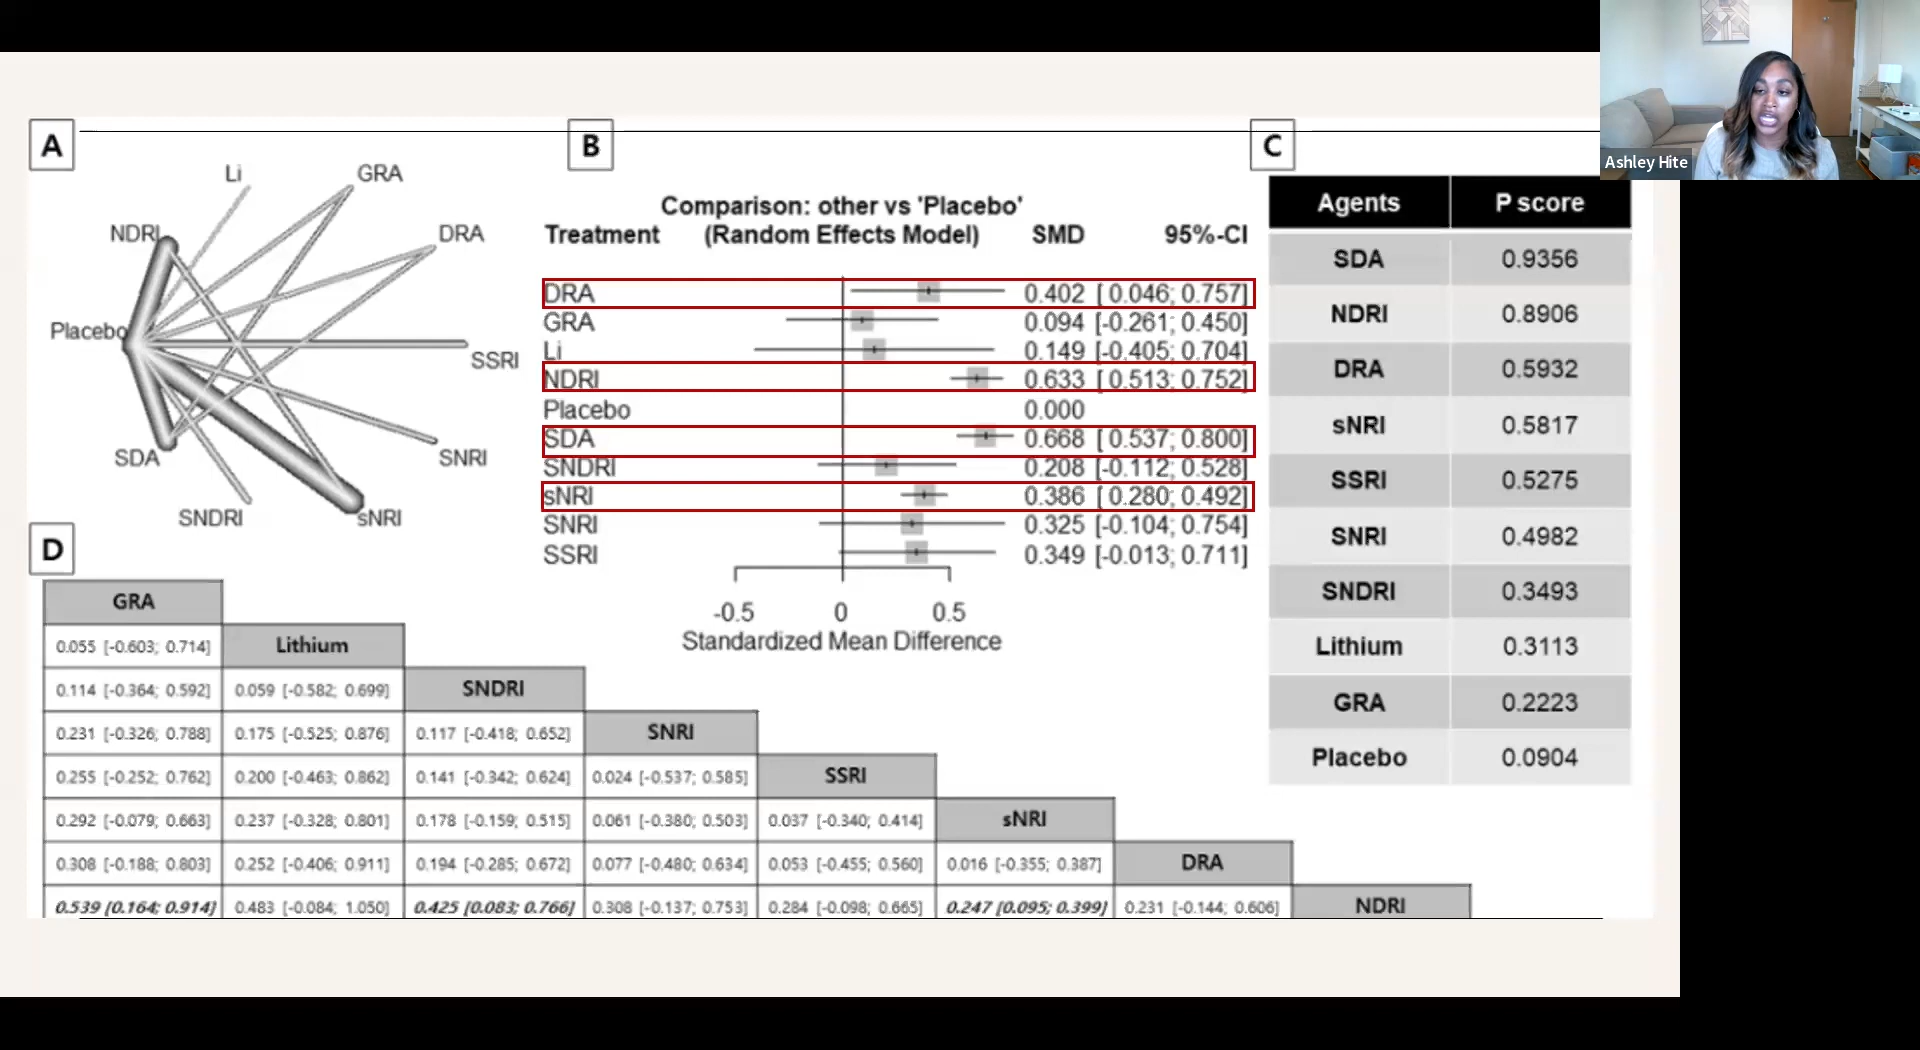 Ashley Hite
A
Li
GRA
NDRI
DRA
Placebo
SSRI
SDA
SNRI
SNDRI
sNRI
B
Comparison: other vs 'Placebo'
Treatment (Random Effects Model) SMD 95%-CI
DRA 0.402 [ 0.046; 0.757]
GRA 0.094 [-0.261; 0.450]
Li 0.149 [-0.405; 0.704]
NDRI 0.633 [ 0.513; 0.752]
Placebo 0.000
SDA 0.668 [ 0.537; 0.800]
SNDRI 0.208 [-0.112; 0.528]
sNRI 0.386 [ 0.280; 0.492]
SNRI 0.325 [-0.104; 0.754]
SSRI 0.349 [-0.013; 0.711]
-0.5 0 0.5
Standardized Mean Difference
C
Agents P score
SDA 0.9356
NDRI 0.8906
DRA 0.5932
sNRI 0.5817
SSRI 0.5275
SNRI 0.4982
SNDRI 0.3493
Lithium 0.3113
GRA 0.2223
Placebo 0.0904
D
GRA
0.055 [-0.603; 0.714] Lithium
0.114 [-0.364; 0.592] 0.059 [-0.582; 0.699] SNDRI
0.231 [-0.326; 0.788] 0.175 [-0.525; 0.876] 0.117 [-0.418; 0.652] SNRI
0.255 [-0.252; 0.762] 0.200 [-0.463; 0.862] 0.141 [-0.342; 0.624] 0.024 [-0.537; 0.585] SSRI
0.292 [-0.079; 0.663] 0.237 [-0.328; 0.801] 0.178 [-0.159; 0.515] 0.061 [-0.380; 0.503] 0.037 [-0.340; 0.414] sNRI
0.308 [-0.188; 0.803] 0.252 [-0.406; 0.911] 0.194 [-0.285; 0.672] 0.077 [-0.480; 0.634] 0.053 [-0.455; 0.560] 0.016 [-0.355; 0.387] DRA
0.539 [0.164; 0.914] 0.483 [-0.084; 1.050] 0.425 [0.083; 0.766] 0.308 [-0.137; 0.753] 0.284 [-0.098; 0.665] 0.247 [0.095; 0.399] 0.231 [-0.144; 0.606] NDRI